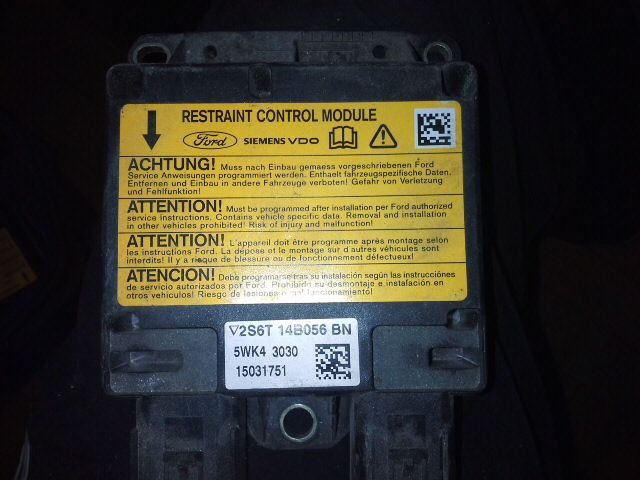 RESTRAINT CONTROL MODULE
Ford SIEMENS VDO
ACHTUNG! Muss nach Einbau gemaess vorgeschriebenen Ford
Service Anweisungen programmiert werden. Enthaelt fahrzeugspezifische Daten.
Entfernen und Einbau in andere Fahrzeuge verboten! Gefahr von Verletzung
und Fehlfunktion!
ATTENTION! Must be programmed after installation per Ford authorized
service instructions. Contains vehicle specific data. Removal and installation
in other vehicles prohibited! Risk of injury and malfunction!
ATTENTION! L'appareil doit être programme après montage selon
les instructions Ford. La dépose et le montage sur d'autres véhicules sont
interdits! Il y a risque de blessure ou de fonctionnement défectueux!
ATENCION! Debe programarse tras su instalación según las instrucciónes
de servicio autorizados por Ford. Prohibido su desmontaje e instalación en
otros vehiculos! Riesgo de lesiones o mal funcionamiento!
2S6T 14B056 BN
5WK4 3030
15031751